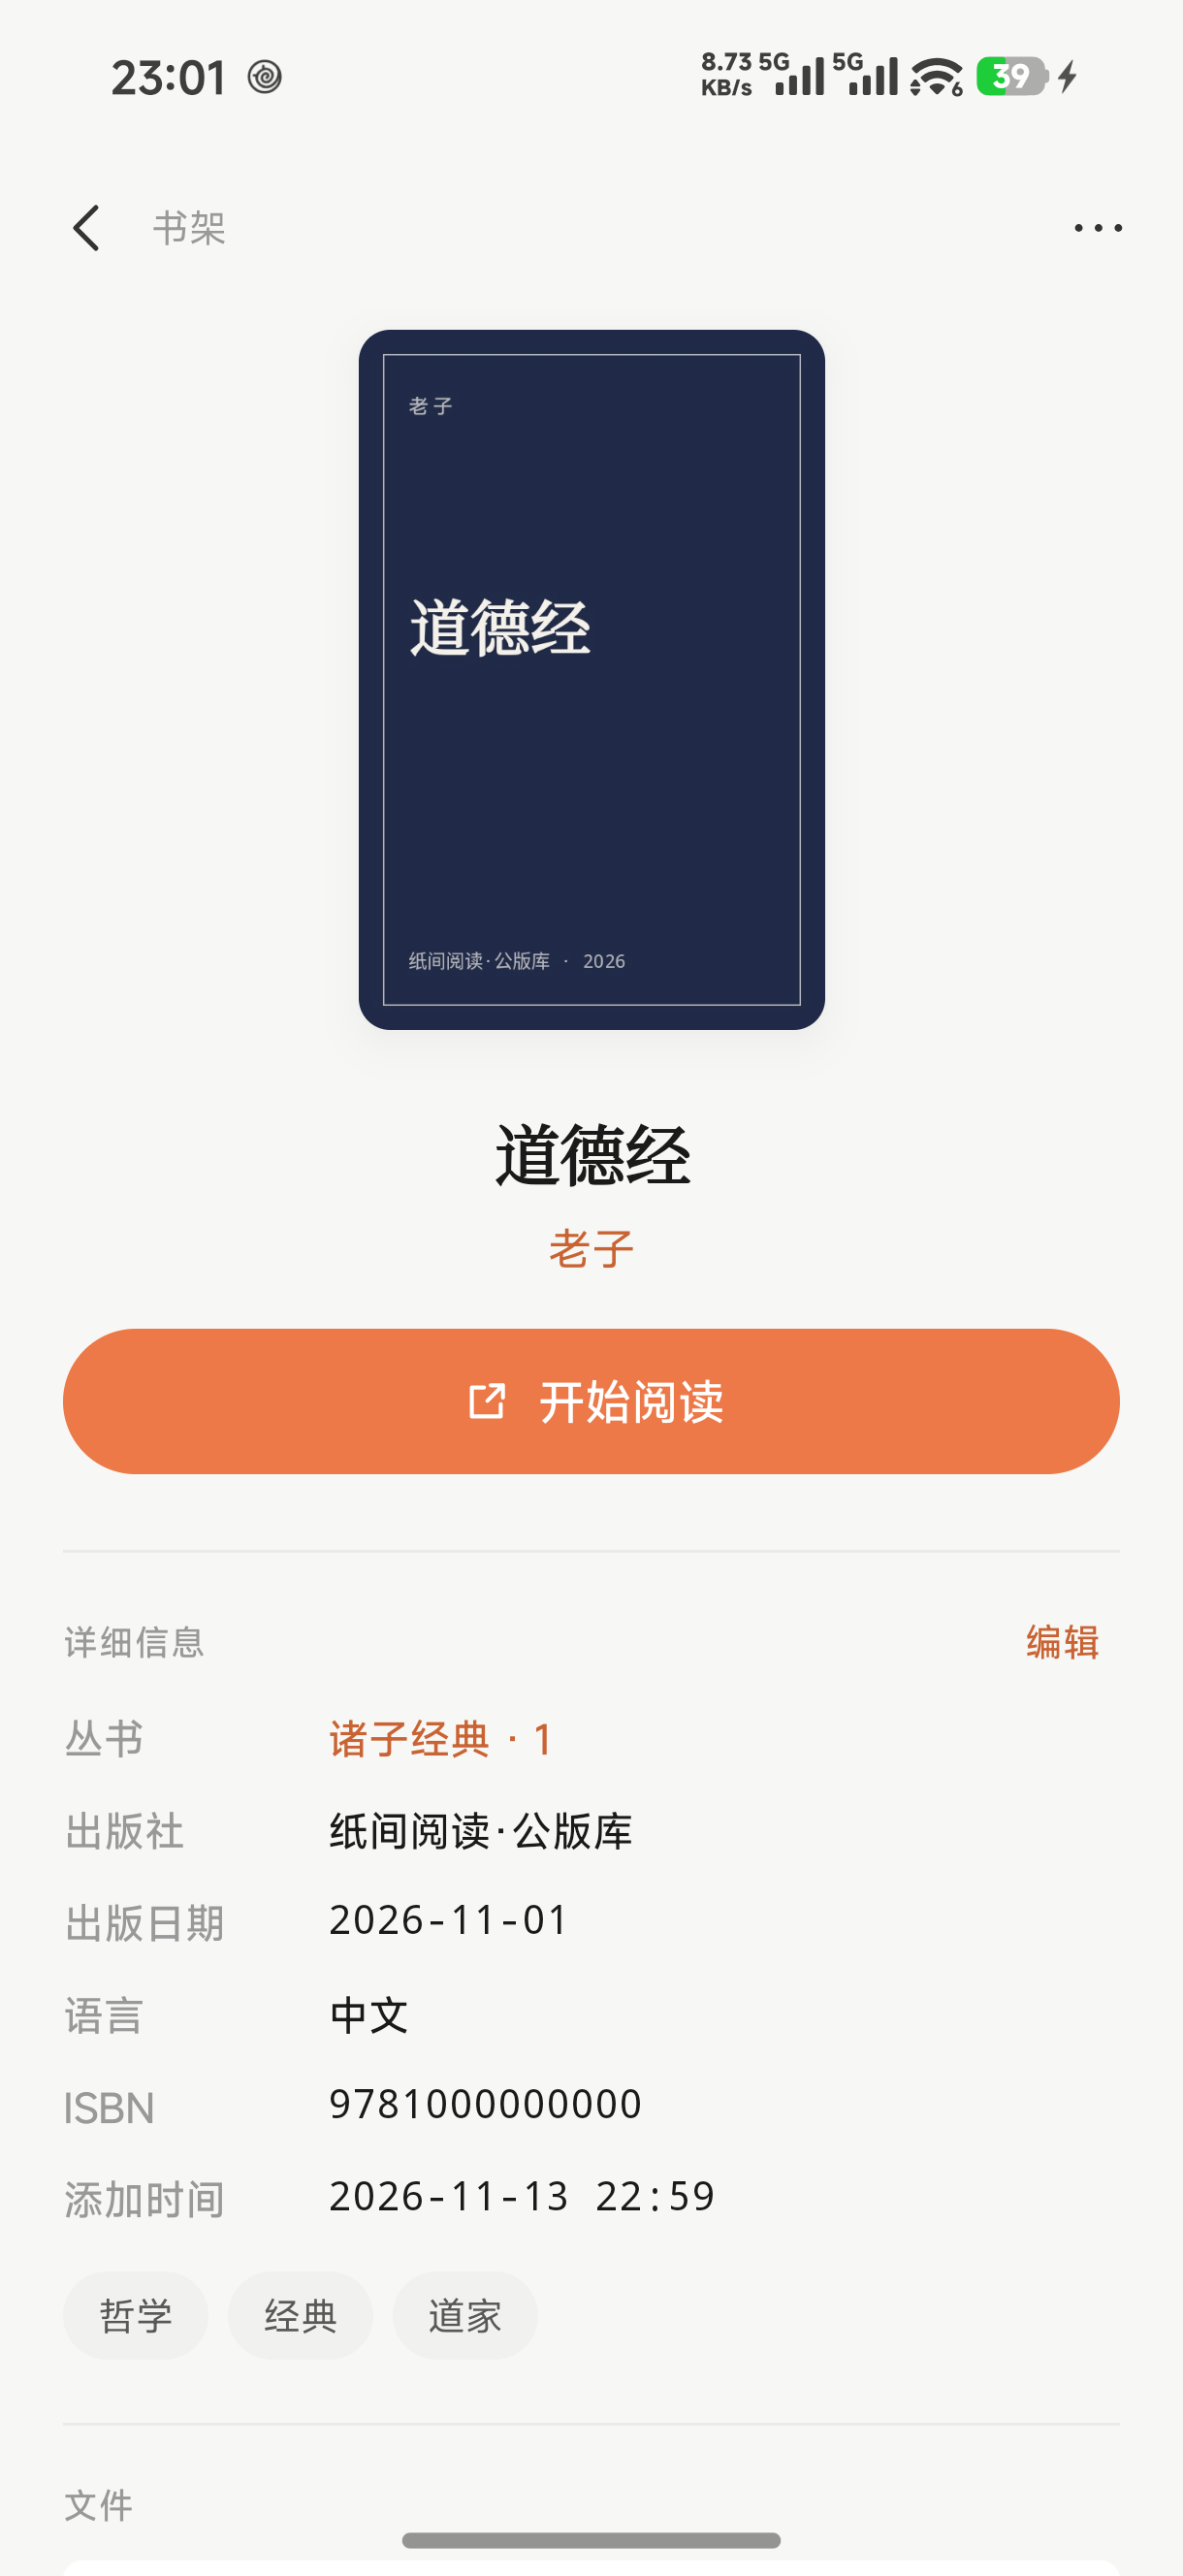 23:01
8.73 KB/s 5G 5G 6 39
书架
老子
道德经
纸间阅读·公版库 · 2026
道德经
老子
开始阅读
详细信息 编辑
丛书 诸子经典 · 1
出版社 纸间阅读·公版库
出版日期 2026-11-01
语言 中文
ISBN 9781000000000
添加时间 2026-11-13 22:59
哲学 经典 道家
文件